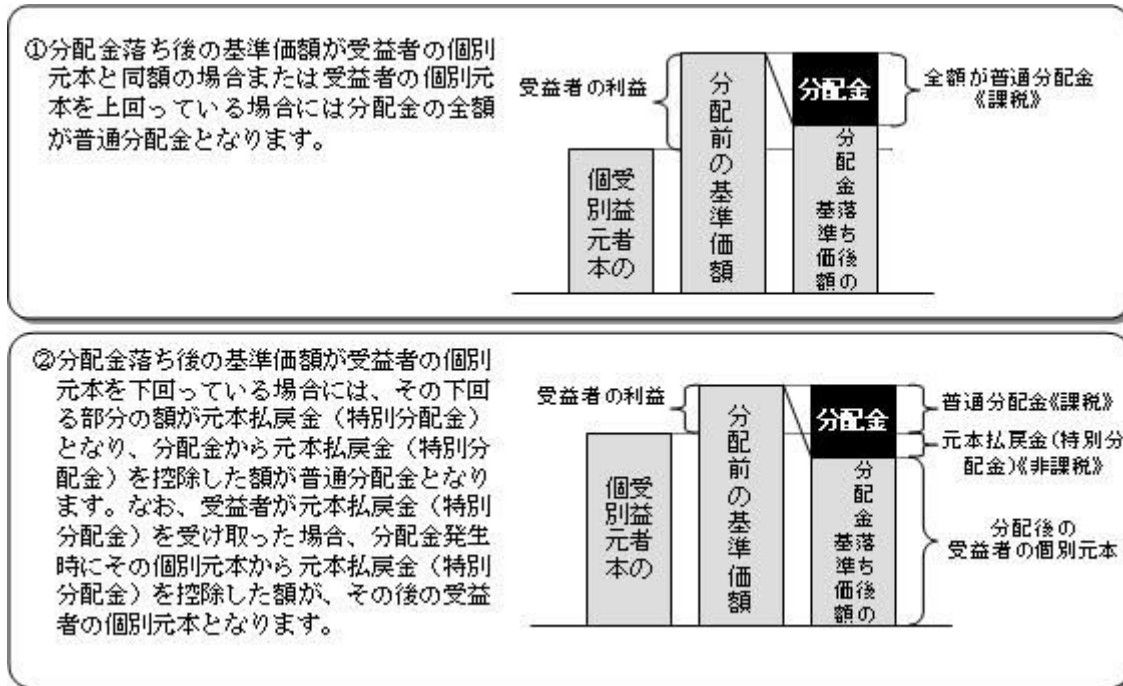 ①分配金落ち後の基準価額が受益者の個別
元本と同額の場合または受益者の個別元
本を上回っている場合には分配金の全額
が普通分配金となります。
受益者の利益
個別元本
受益者の
分配前の基準価額
分配金
分配金落ち後の
基準価額
全額が普通分配金
《課税》
②分配金落ち後の基準価額が受益者の個別
元本を下回っている場合には、その下回
る部分の額が元本払戻金（特別分配金）
となり、分配金から元本払戻金（特別分
配金）を控除した額が普通分配金となり
ます。なお、受益者が元本払戻金（特別
分配金）を受け取った場合、分配金発生
時にその個別元本から元本払戻金（特別
分配金）を控除した額が、その後の受益
者の個別元本となります。
受益者の利益
受益者の
個別元本
分配前の基準価額
分配金
分配金落ち後の
基準価額
普通分配金《課税》
元本払戻金(特別分
配金)《非課税》
分配後の
受益者の個別元本